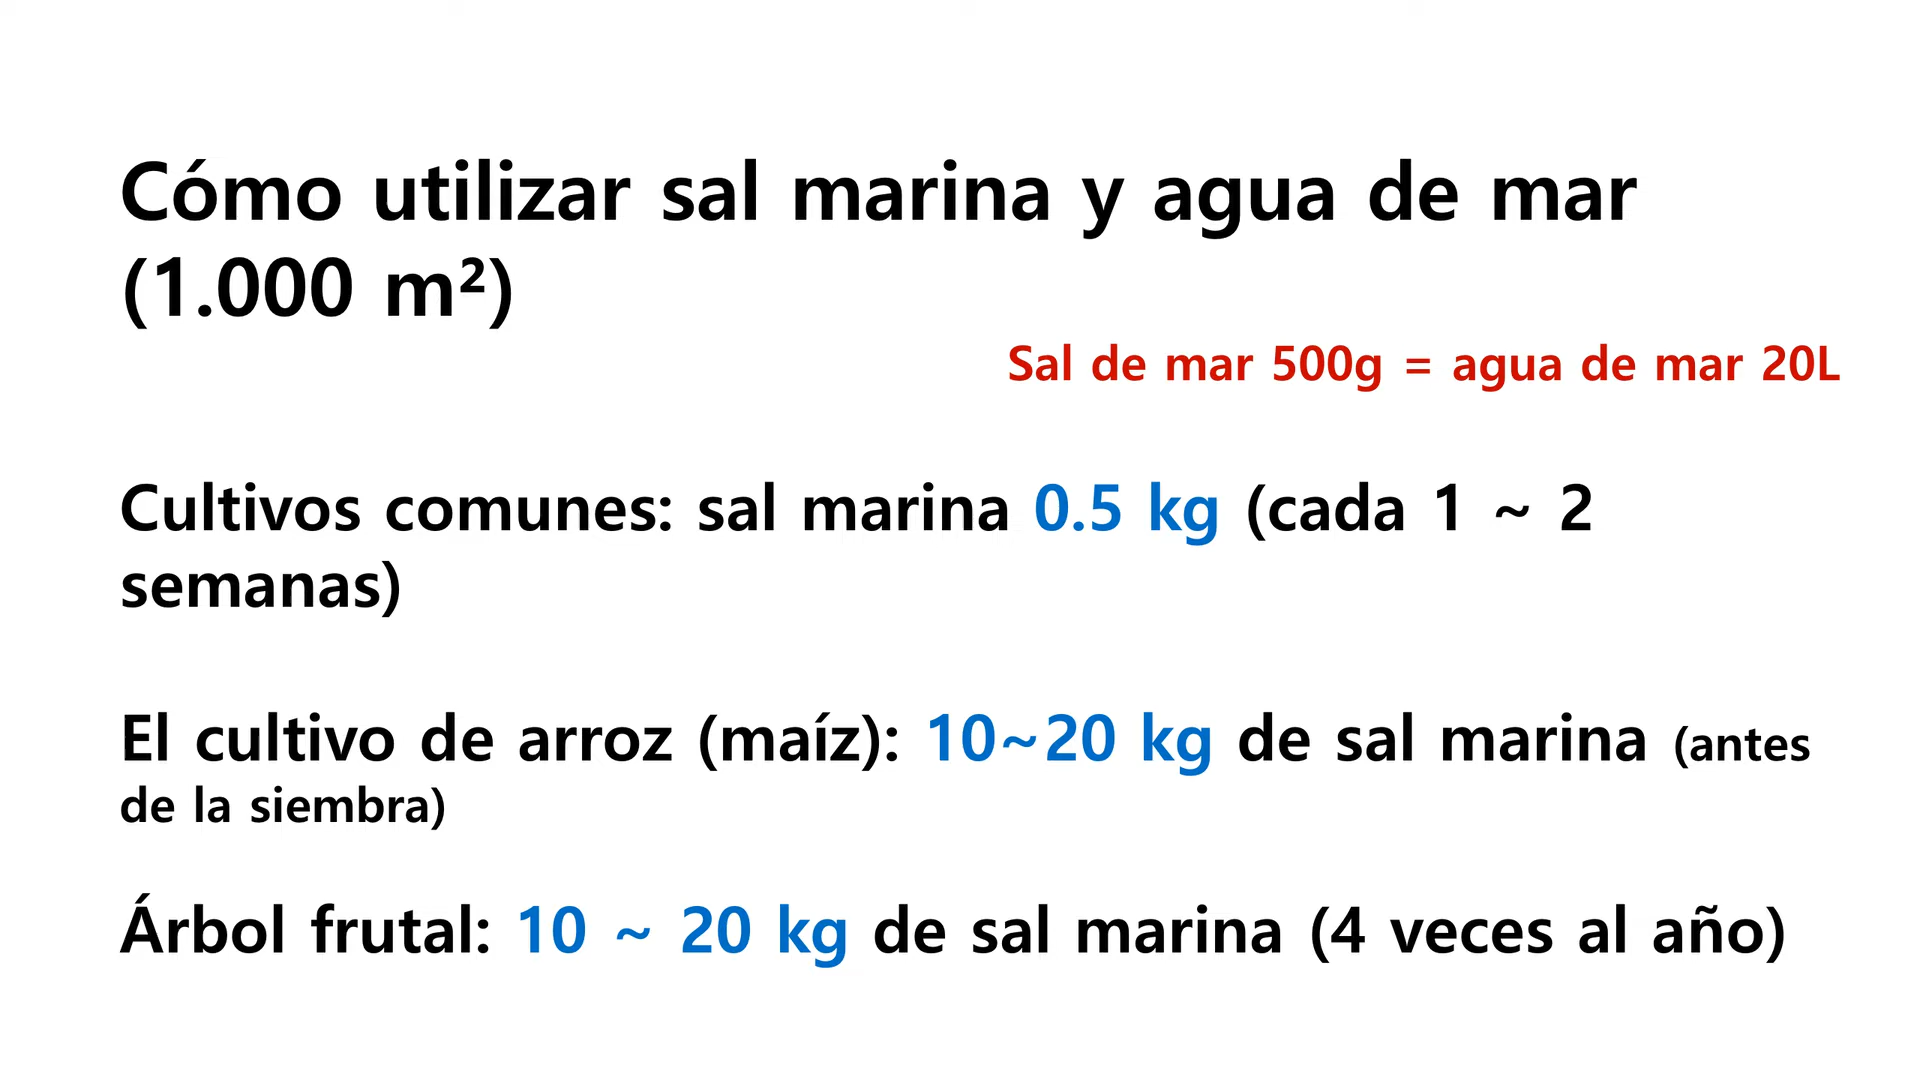 Cómo utilizar sal marina y agua de mar
(1.000 m²)
Sal de mar 500g = agua de mar 20L
Cultivos comunes: sal marina 0.5 kg (cada 1 ~ 2
semanas)
El cultivo de arroz (maíz): 10~20 kg de sal marina (antes
de la siembra)
Árbol frutal: 10 ~ 20 kg de sal marina (4 veces al año)